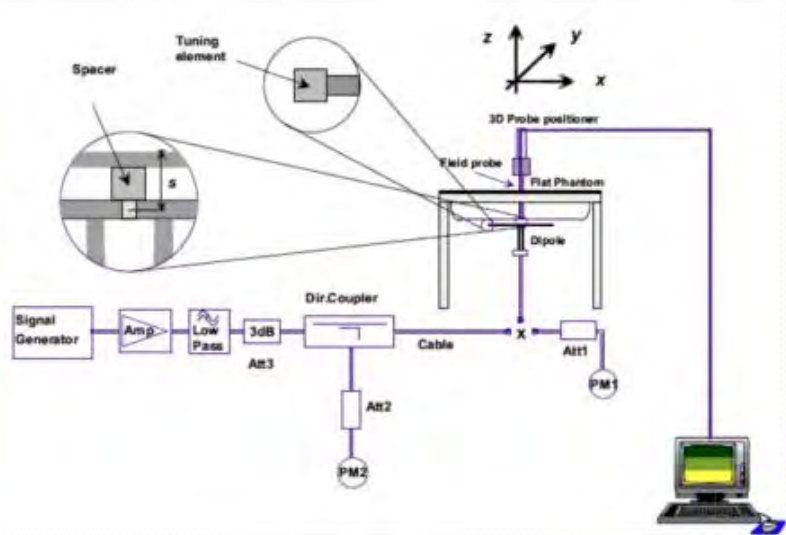 Tuning
element
Spacer
z
y
x
3D Probe positioner
Field probe
Flat Phantom
s
Dipole
Dir.Coupler
Signal
Generator
Amp
Low
Pass
3dB
Att3
Cable
x
Att1
PM1
Att2
PM2